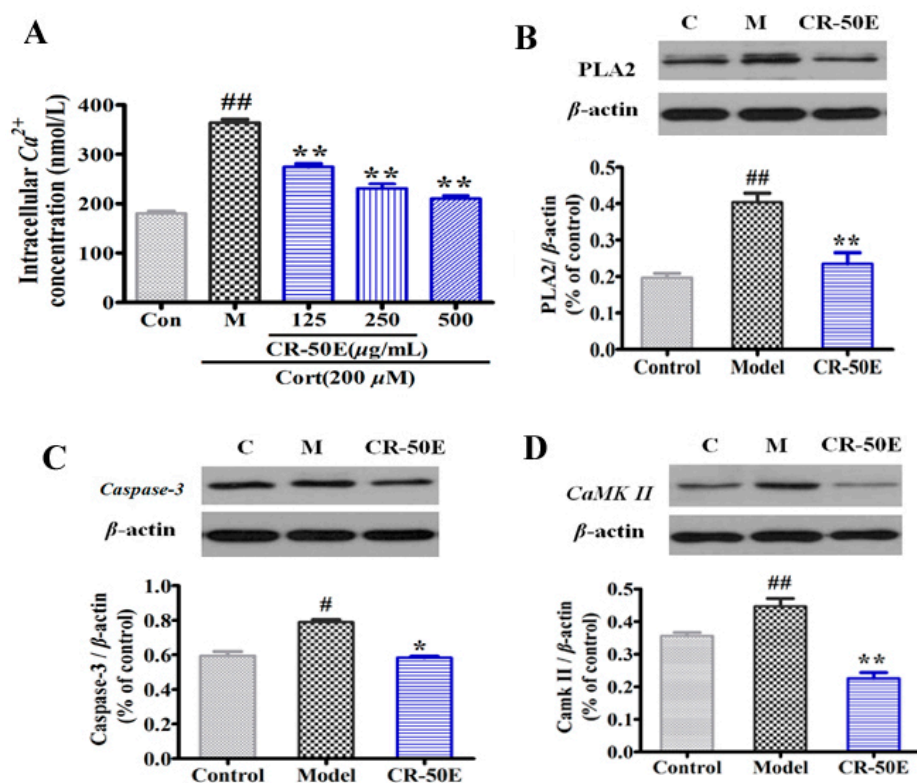 A
Intracellular Ca²⁺
concentration (nmol/L)
400
300
200
100
0
##
**
**
**
Con M 125 250 500
CR-50E(μg/mL)
Cort(200 μM)
B
C M CR-50E
PLA2
β-actin
PLA2/ β-actin
(% of control)
0.5
0.4
0.3
0.2
0.1
0.0
##
**
Control Model CR-50E
C
C M CR-50E
Caspase-3
β-actin
Caspase-3 / β-actin
(% of control)
1.0
0.8
0.6
0.4
0.2
0.0
#
*
Control Model CR-50E
D
C M CR-50E
CaMK II
β-actin
Camk II / β-actin
(% of control)
0.5
0.4
0.3
0.2
0.1
0.0
##
**
Control Model CR-50E